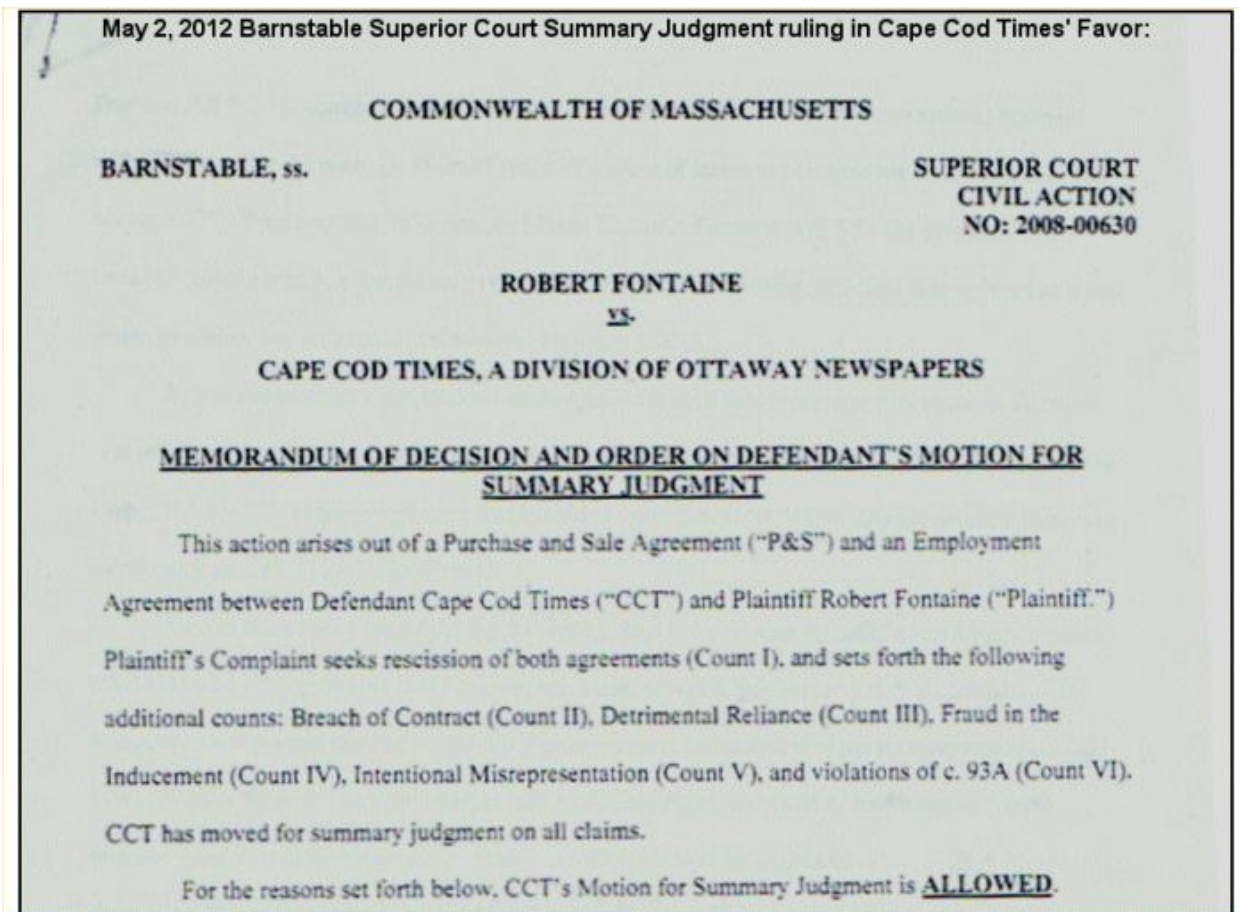 May 2, 2012 Barnstable Superior Court Summary Judgment ruling in Cape Cod Times' Favor:
COMMONWEALTH OF MASSACHUSETTS
BARNSTABLE, ss.
SUPERIOR COURT
CIVIL ACTION
NO: 2008-00630
ROBERT FONTAINE
vs.
CAPE COD TIMES, A DIVISION OF OTTAWAY NEWSPAPERS
MEMORANDUM OF DECISION AND ORDER ON DEFENDANT'S MOTION FOR
SUMMARY JUDGMENT
This action arises out of a Purchase and Sale Agreement ("P&S") and an Employment
Agreement between Defendant Cape Cod Times ("CCT") and Plaintiff Robert Fontaine ("Plaintiff.")
Plaintiff's Complaint seeks rescission of both agreements (Count I), and sets forth the following
additional counts: Breach of Contract (Count II), Detrimental Reliance (Count III), Fraud in the
Inducement (Count IV), Intentional Misrepresentation (Count V), and violations of c. 93A (Count VI).
CCT has moved for summary judgment on all claims.
For the reasons set forth below, CCT's Motion for Summary Judgment is ALLOWED.